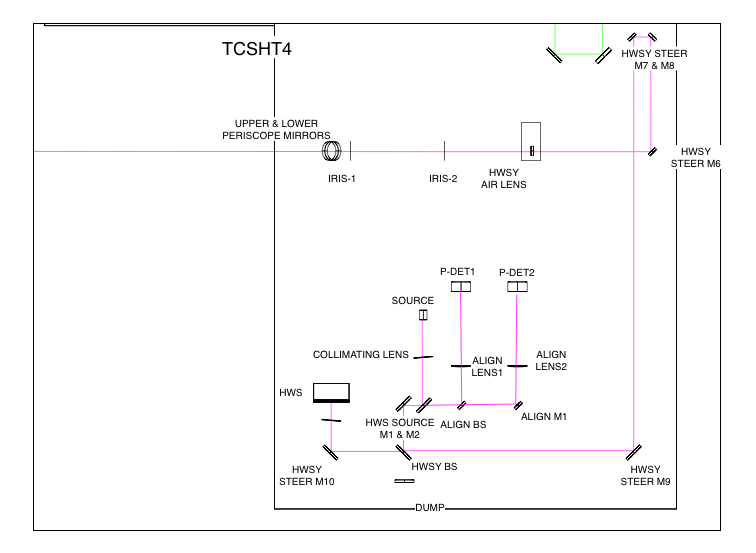 TCSHT4
HWSY STEER
M7 & M8
UPPER & LOWER
PERISCOPE MIRRORS
HWSY
STEER M6
IRIS-1
IRIS-2
HWSY
AIR LENS
P-DET1
P-DET2
SOURCE
COLLIMATING LENS
ALIGN
LENS1
ALIGN
LENS2
HWS
HWS SOURCE
M1 & M2
ALIGN BS
ALIGN M1
HWSY
STEER M10
HWSY BS
HWSY
STEER M9
DUMP